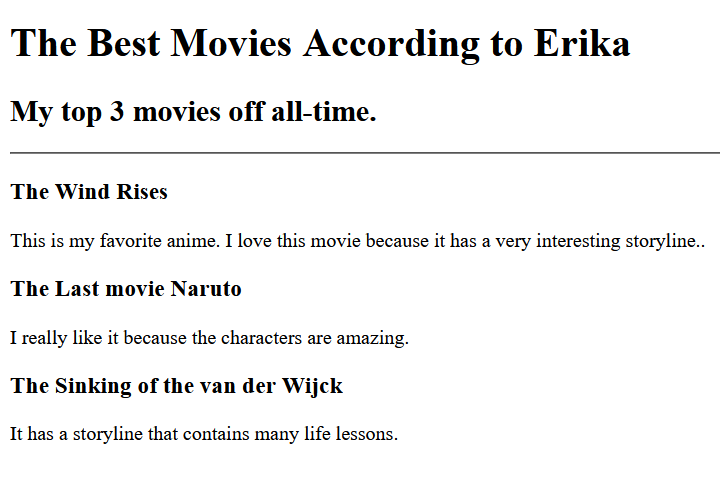 The Best Movies According to Erika
My top 3 movies off all-time.
The Wind Rises
This is my favorite anime. I love this movie because it has a very interesting storyline..
The Last movie Naruto
I really like it because the characters are amazing.
The Sinking of the van der Wijck
It has a storyline that contains many life lessons.